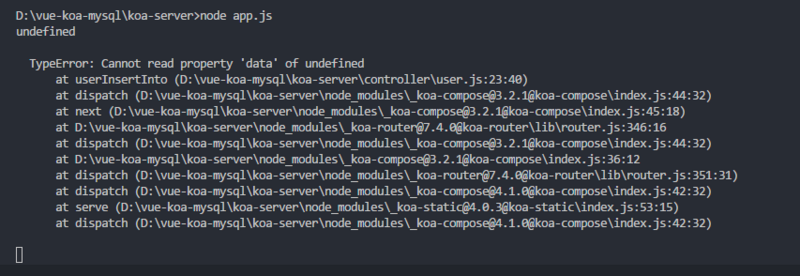 D:\vue-koa-mysql\koa-server>node app.js
undefined
TypeError: Cannot read property 'data' of undefined
at userInsertInto (D:\vue-koa-mysql\koa-server\controller\user.js:23:40)
at dispatch (D:\vue-koa-mysql\koa-server\node_modules\_koa-compose@3.2.1@koa-compose\index.js:44:32)
at next (D:\vue-koa-mysql\koa-server\node_modules\_koa-compose@3.2.1@koa-compose\index.js:45:18)
at D:\vue-koa-mysql\koa-server\node_modules\_koa-router@7.4.0@koa-router\lib\router.js:346:16
at dispatch (D:\vue-koa-mysql\koa-server\node_modules\_koa-compose@3.2.1@koa-compose\index.js:44:32)
at D:\vue-koa-mysql\koa-server\node_modules\_koa-compose@3.2.1@koa-compose\index.js:36:12
at dispatch (D:\vue-koa-mysql\koa-server\node_modules\_koa-router@7.4.0@koa-router\lib\router.js:351:31)
at dispatch (D:\vue-koa-mysql\koa-server\node_modules\_koa-compose@4.1.0@koa-compose\index.js:42:32)
at serve (D:\vue-koa-mysql\koa-server\node_modules\_koa-static@4.0.3@koa-static\index.js:53:15)
at dispatch (D:\vue-koa-mysql\koa-server\node_modules\_koa-compose@4.1.0@koa-compose\index.js:42:32)